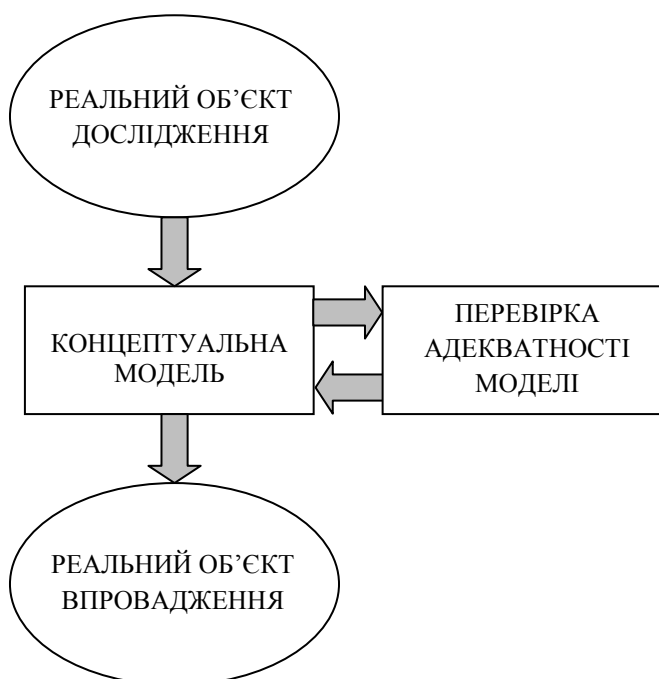 РЕАЛЬНИЙ ОБ’ЄКТ
ДОСЛІДЖЕННЯ
КОНЦЕПТУАЛЬНА
МОДЕЛЬ
ПЕРЕВІРКА
АДЕКВАТНОСТІ
МОДЕЛІ
РЕАЛЬНИЙ ОБ’ЄКТ
ВПРОВАДЖЕННЯ